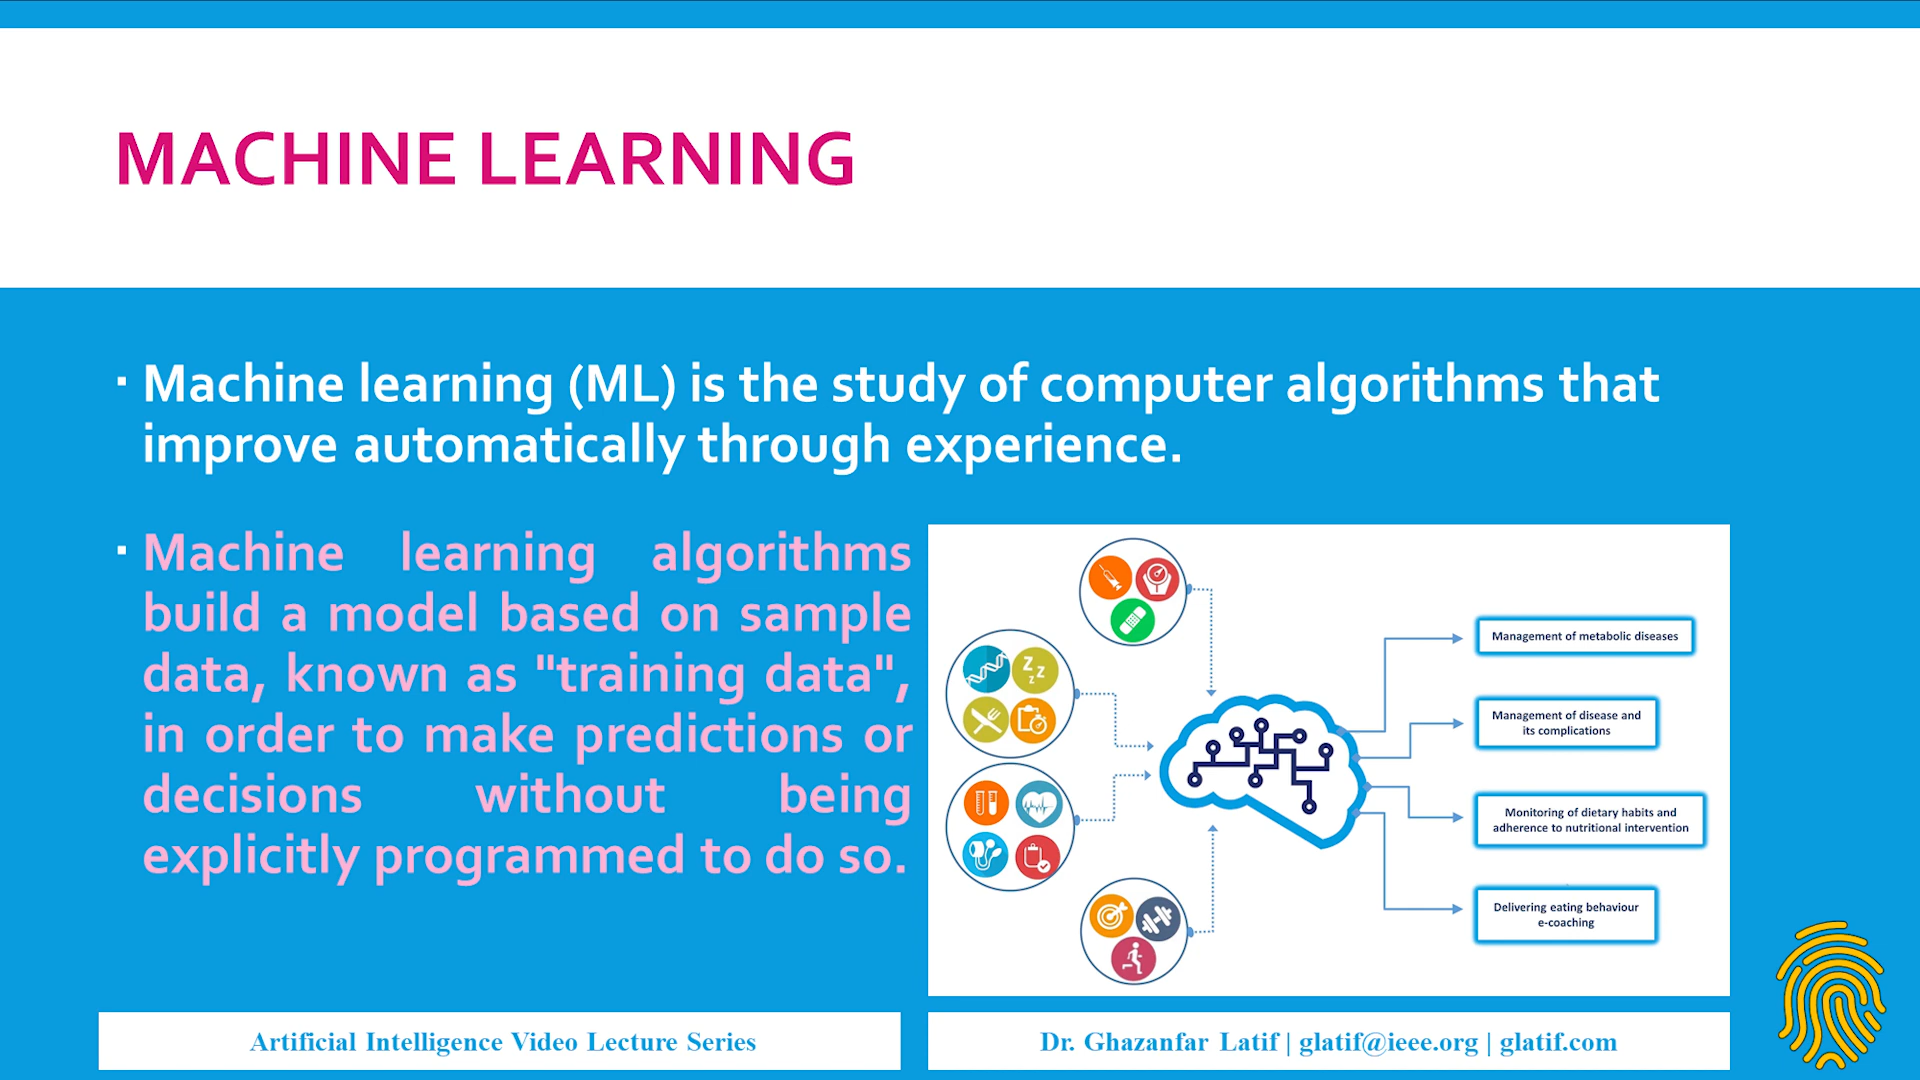 MACHINE LEARNING
▪ Machine learning (ML) is the study of computer algorithms that
improve automatically through experience.
▪ Machine learning algorithms
build a model based on sample
data, known as "training data",
in order to make predictions or
decisions without being
explicitly programmed to do so.
Z
Z
Z
Management of metabolic diseases
Management of disease and
its complications
Monitoring of dietary habits and
adherence to nutritional intervention
Delivering eating behaviour
e-coaching
Artificial Intelligence Video Lecture Series
Dr. Ghazanfar Latif | glatif@ieee.org | glatif.com